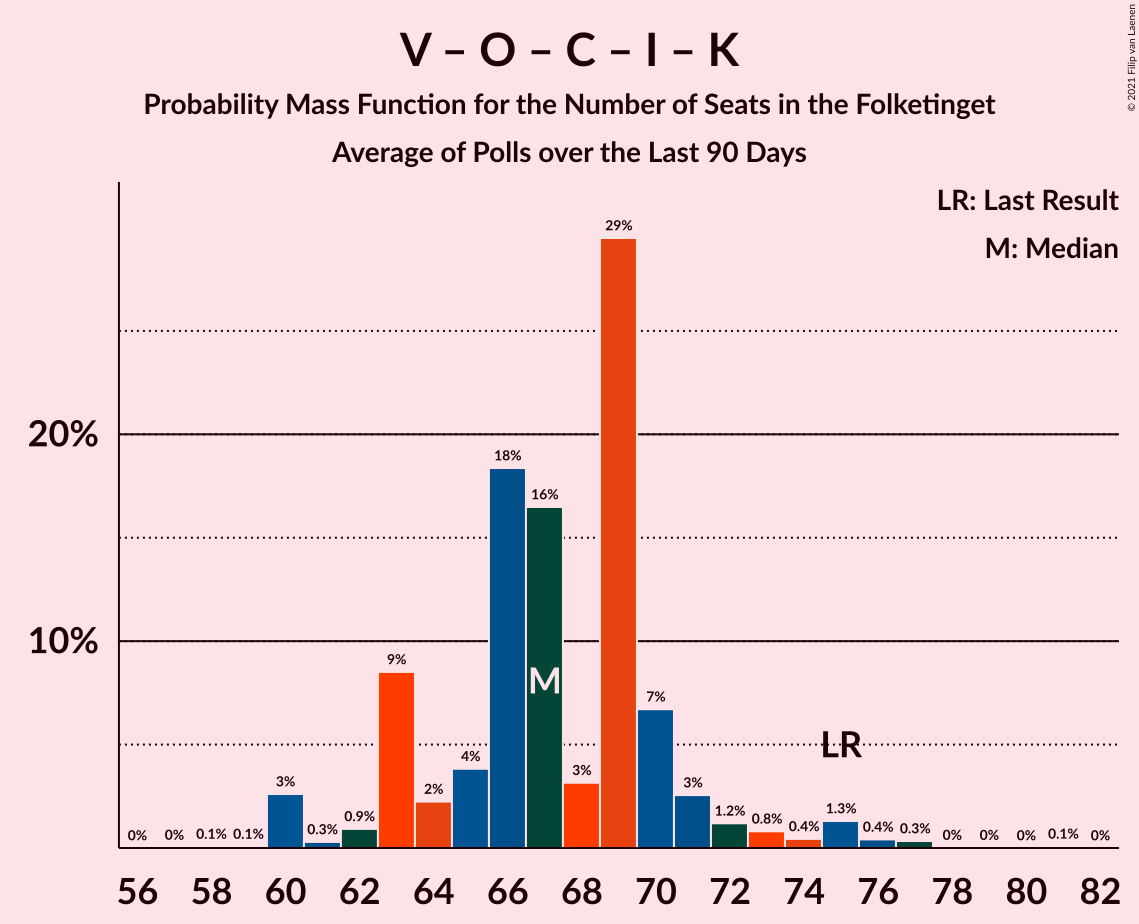 V – O – C – I – K
Probability Mass Function for the Number of Seats in the Folketinget
Average of Polls over the Last 90 Days
© 2021 Filip van Laenen
LR: Last Result
M: Median
20%
10%
0% 0% 0.1% 0.1% 3% 0.3% 0.9% 9% 2% 4% 18% 16% 3% 29% 7% 3% 1.2% 0.8% 0.4% 1.3% 0.4% 0.3% 0% 0% 0% 0.1% 0%
M
LR
56 58 60 62 64 66 68 70 72 74 76 78 80 82